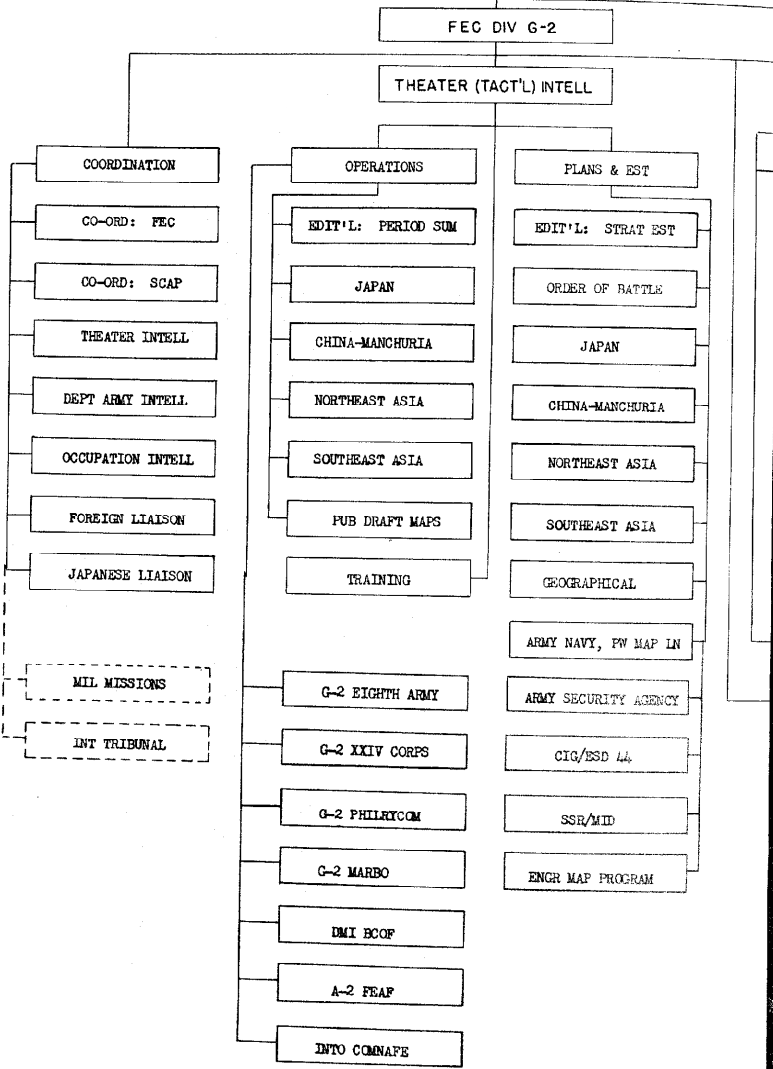 FEC DIV G-2
THEATER (TACT'L) INTELL
COORDINATION
CO-ORD: FEC
CO-ORD: SCAP
THEATER INTELL
DEPT ARMY INTELL
OCCUPATION INTELL
FOREIGN LIAISON
JAPANESE LIAISON
MIL MISSIONS
INT TRIBUNAL
OPERATIONS
EDIT'L: PERIOD SUM
JAPAN
CHINA-MANCHURIA
NORTHEAST ASIA
SOUTHEAST ASIA
PUB DRAFT MAPS
TRAINING
G-2 EIGHTH ARMY
G-2 XXIV CORPS
G-2 PHILRYCOM
G-2 MARBO
DMI BCOF
A-2 FEAF
INTO COMNAFE
PLANS & EST
EDIT'L: STRAT EST
ORDER OF BATTLE
JAPAN
CHINA-MANCHURIA
NORTHEAST ASIA
SOUTHEAST ASIA
GEOGRAPHICAL
ARMY NAVY, PW MAP LN
ARMY SECURITY AGENCY
CIG/ESD 44
SSR/MID
ENGR MAP PROGRAM